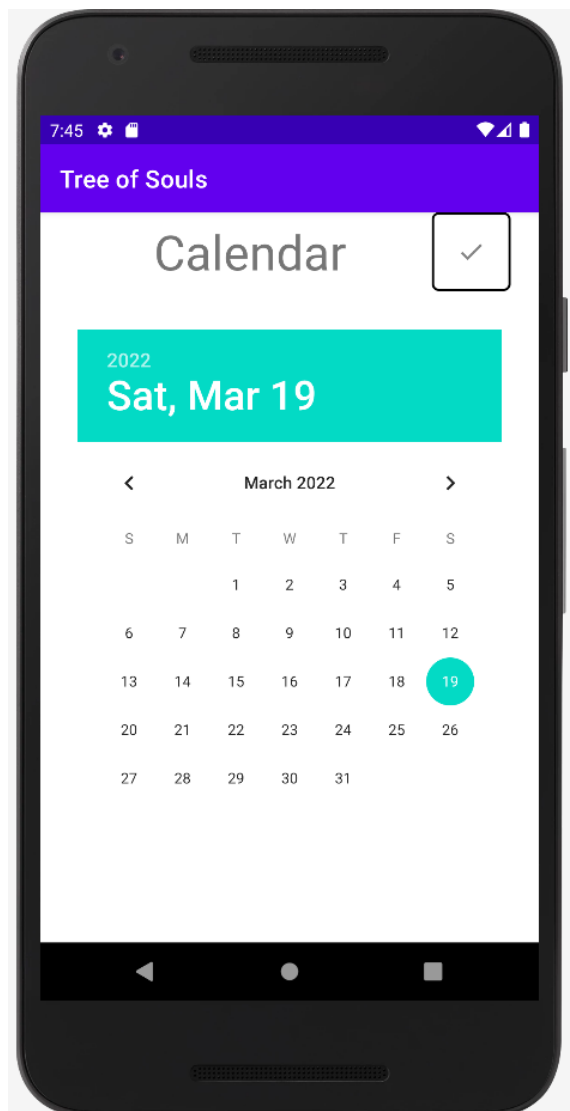 7:45
Tree of Souls
Calendar
2022
Sat, Mar 19
March 2022
S M T W T F S
1 2 3 4 5
6 7 8 9 10 11 12
13 14 15 16 17 18 19
20 21 22 23 24 25 26
27 28 29 30 31